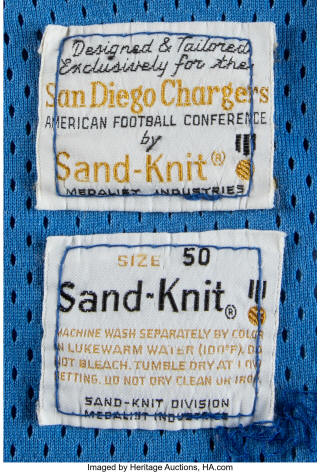 Designed & Tailored
Exclusively for the
San Diego Chargers
AMERICAN FOOTBALL CONFERENCE
by
Sand-Knit®
MEDALIST INDUSTRIES
SIZE 50
Sand-Knit®
MACHINE WASH SEPARATELY BY COLOR
IN LUKEWARM WATER (100°F). DO
NOT BLEACH. TUMBLE DRY AT LOW
SETTING. DO NOT DRY CLEAN OR IRON.
SAND-KNIT DIVISION
MEDALIST INDUSTRIES
Imaged by Heritage Auctions, HA.com